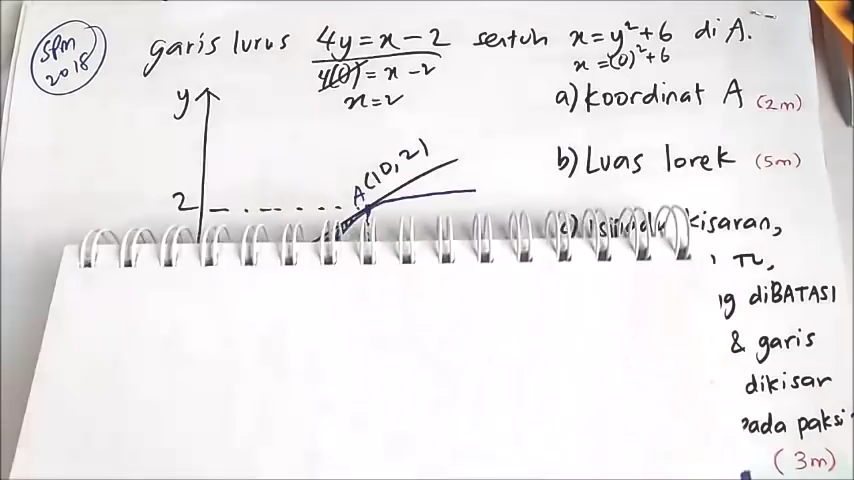 SPM
2018
garis lurus 4y = x - 2 sentuh x = y² + 6 di A.
4(0) = x - 2
x = 2
x = (0)² + 6
y
2
A(10, 2)
a) koordinat A (2m)
b) Luas lorek (5m)
c) Isipadu kisaran,
π,
diBATASI
& garis
dikisar
paksi
(3m)